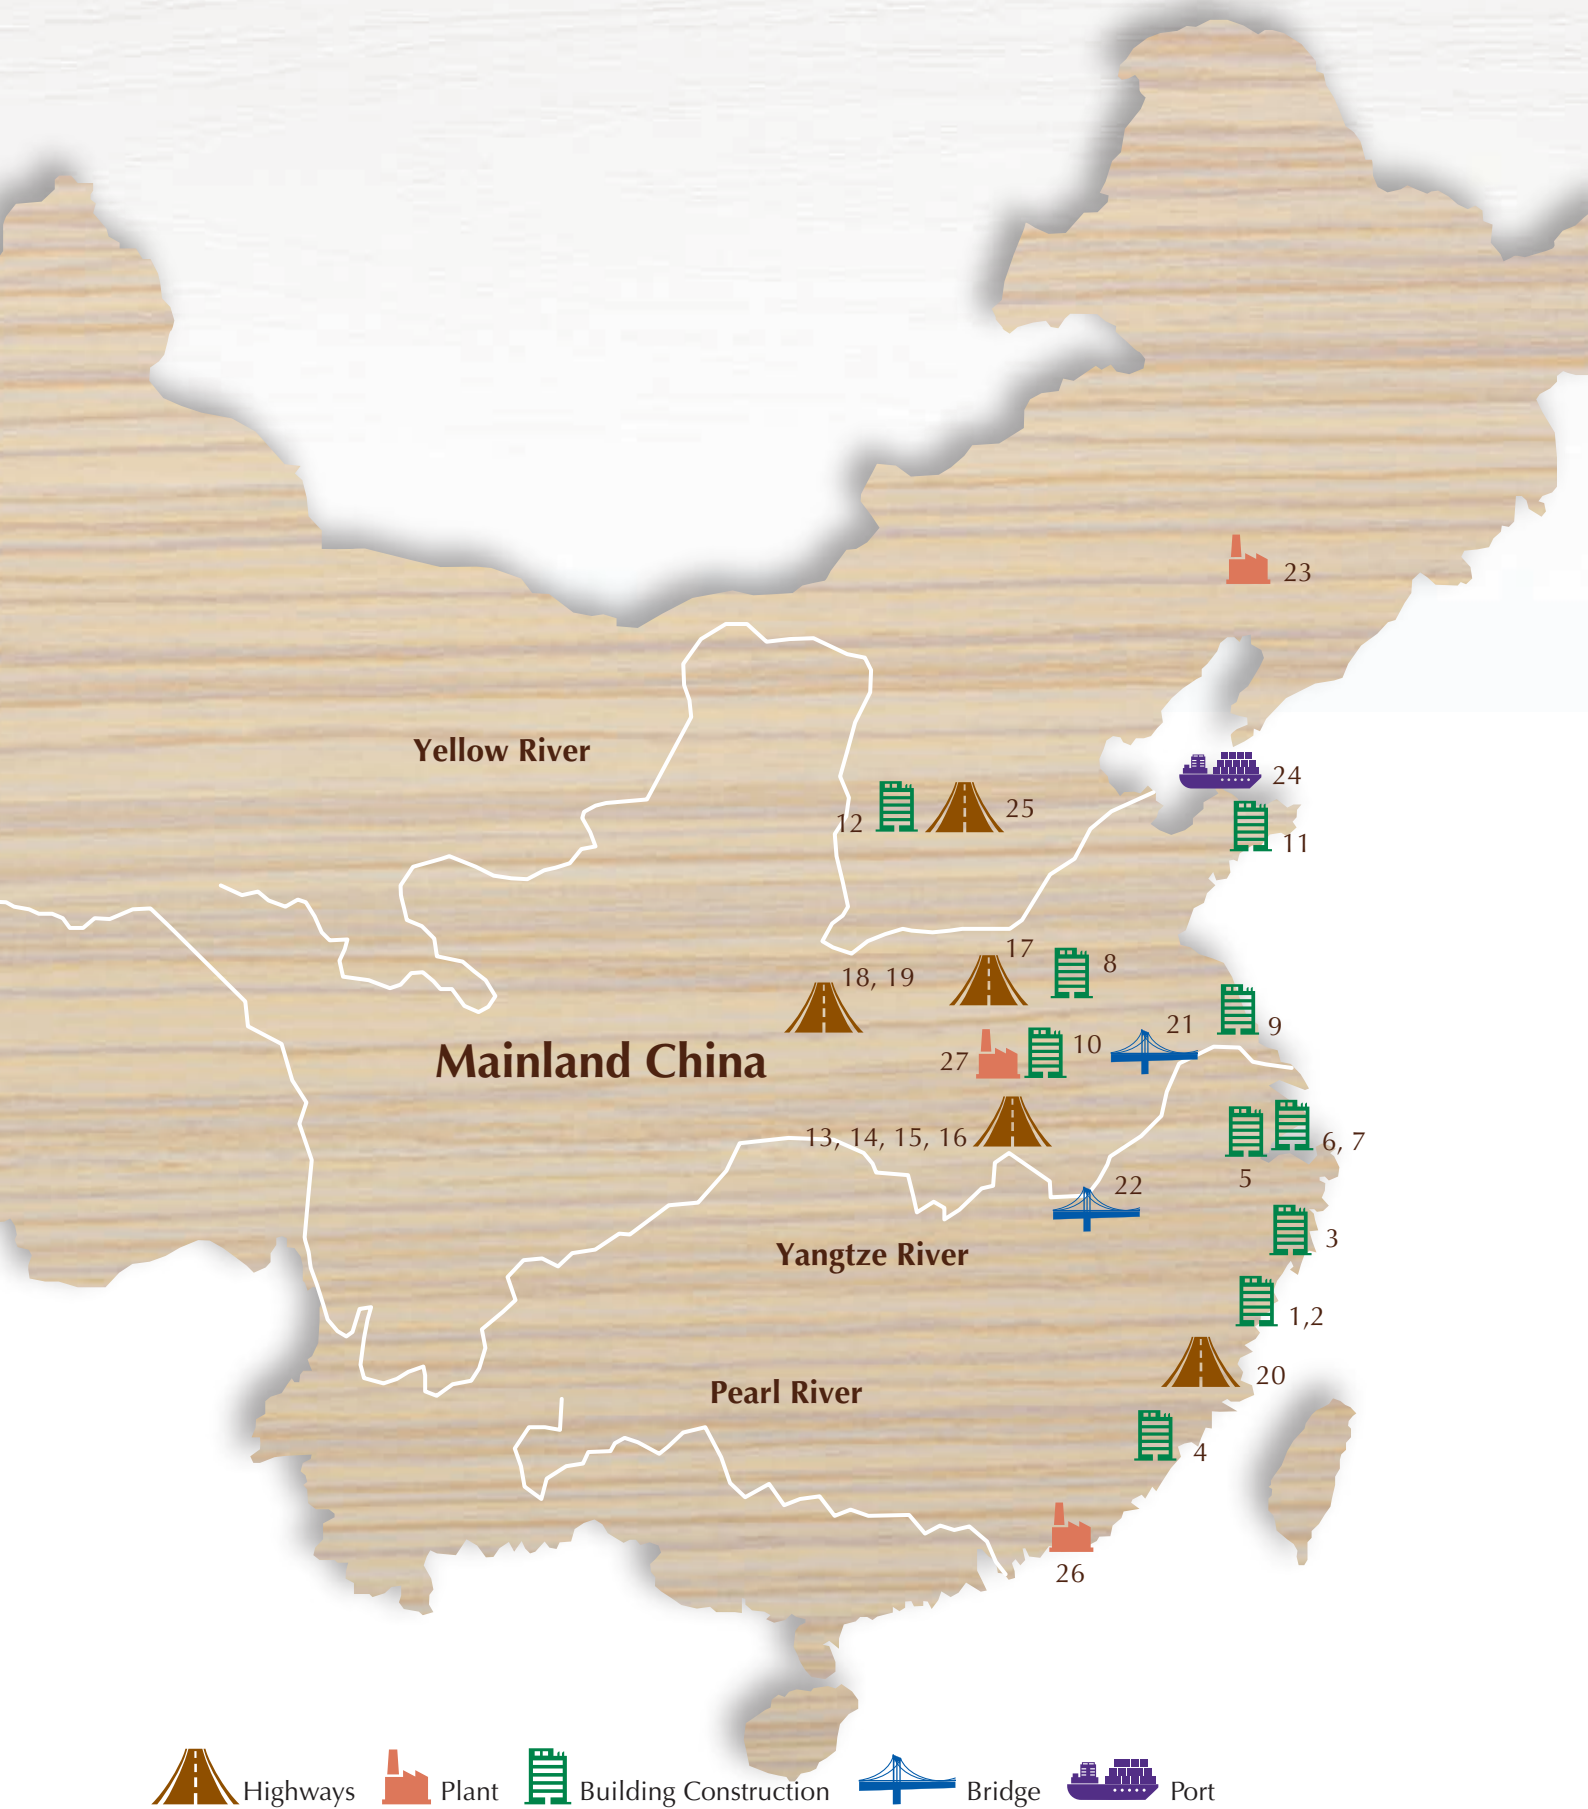 23
Yellow River
24
12
25
11
17
8
18, 19
21
9
Mainland China
27
10
13, 14, 15, 16
6, 7
5
22
3
Yangtze River
1,2
20
Pearl River
4
26
Highways
Plant
Building Construction
Bridge
Port